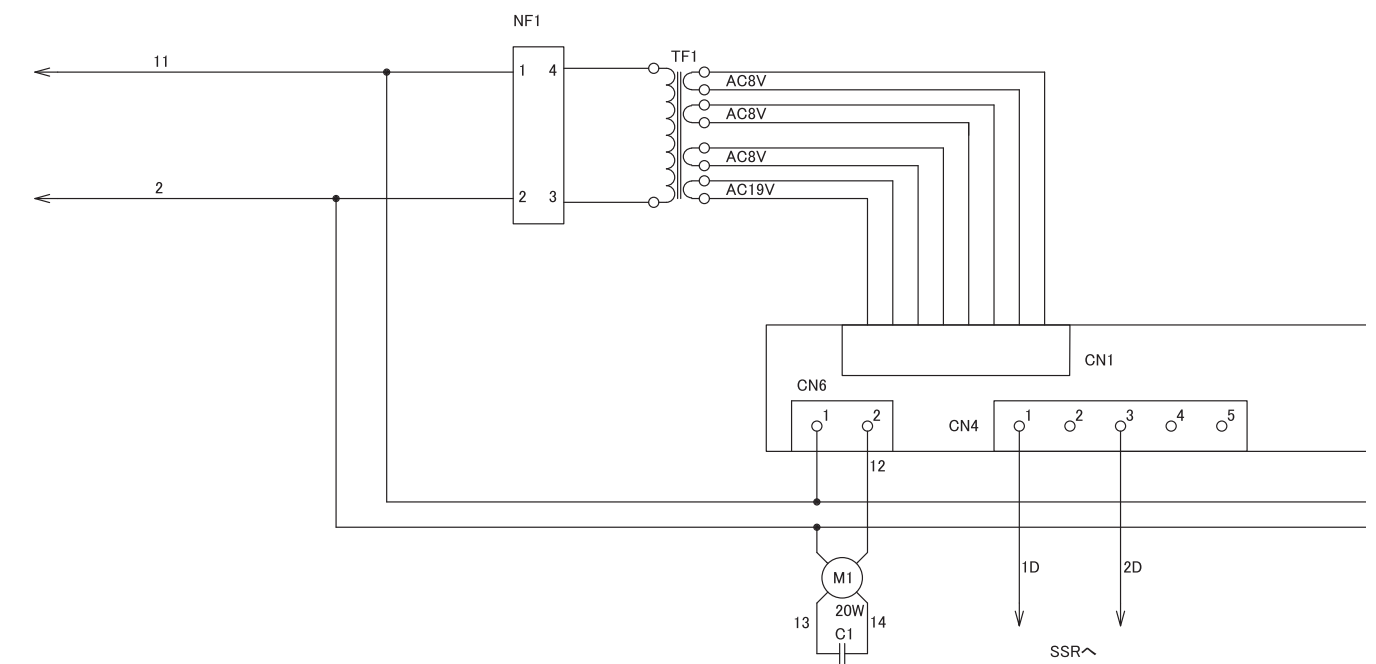 NF1
11
1 4
TF1
AC8V
AC8V
AC8V
2
2 3
AC19V
CN1
CN6
1 2
CN4
1 2 3 4 5
12
M1
1D
2D
20W
13
14
C1
SSRへ